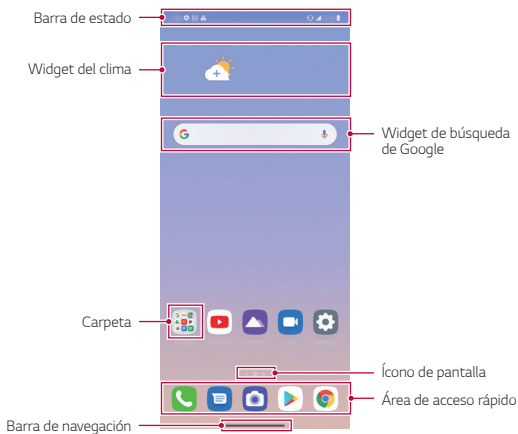 Barra de estado
Widget del clima
Widget de búsqueda
de Google
Carpeta
Ícono de pantalla
Área de acceso rápido
Barra de navegación